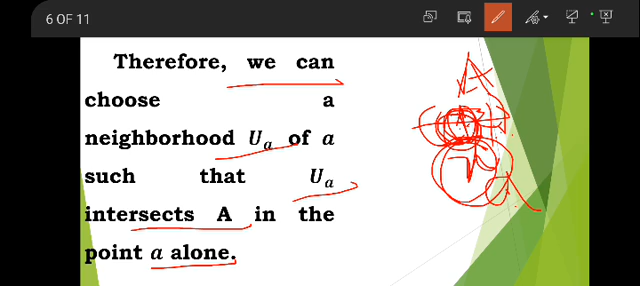 6 OF 11
Therefore, we can
choose a
neighborhood Uₐ of a
such that Uₐ
intersects A in the
point a alone.
A